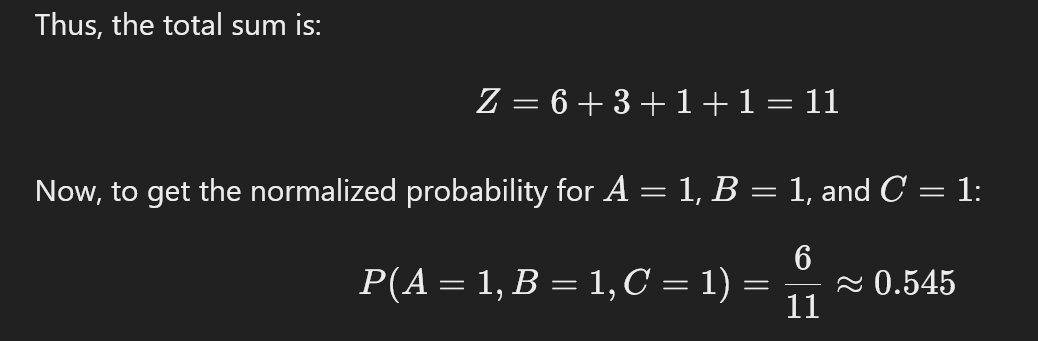 Thus, the total sum is:
Z = 6 + 3 + 1 + 1 = 11
Now, to get the normalized probability for A = 1, B = 1, and C = 1:
P(A = 1, B = 1, C = 1) = 6/11 ≈ 0.545